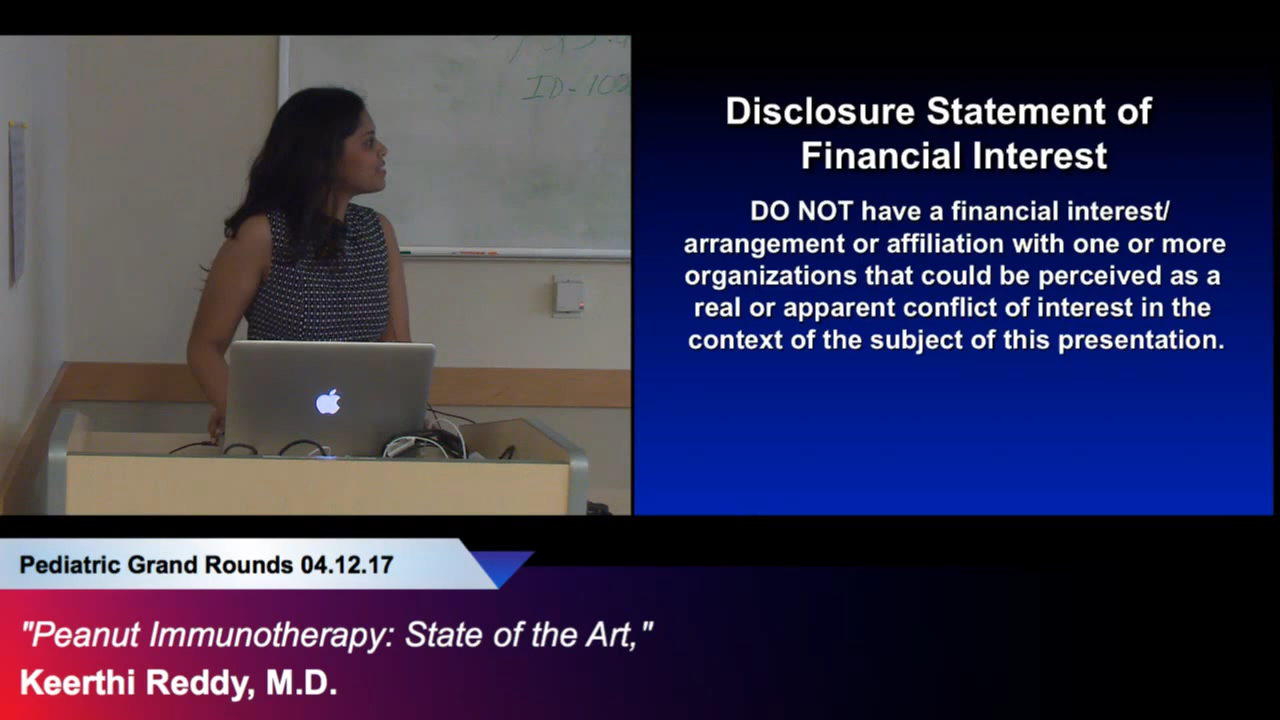 ID-102
Disclosure Statement of
Financial Interest
DO NOT have a financial interest/
arrangement or affiliation with one or more
organizations that could be perceived as a
real or apparent conflict of interest in the
context of the subject of this presentation.
Pediatric Grand Rounds 04.12.17
"Peanut Immunotherapy: State of the Art,"
Keerthi Reddy, M.D.